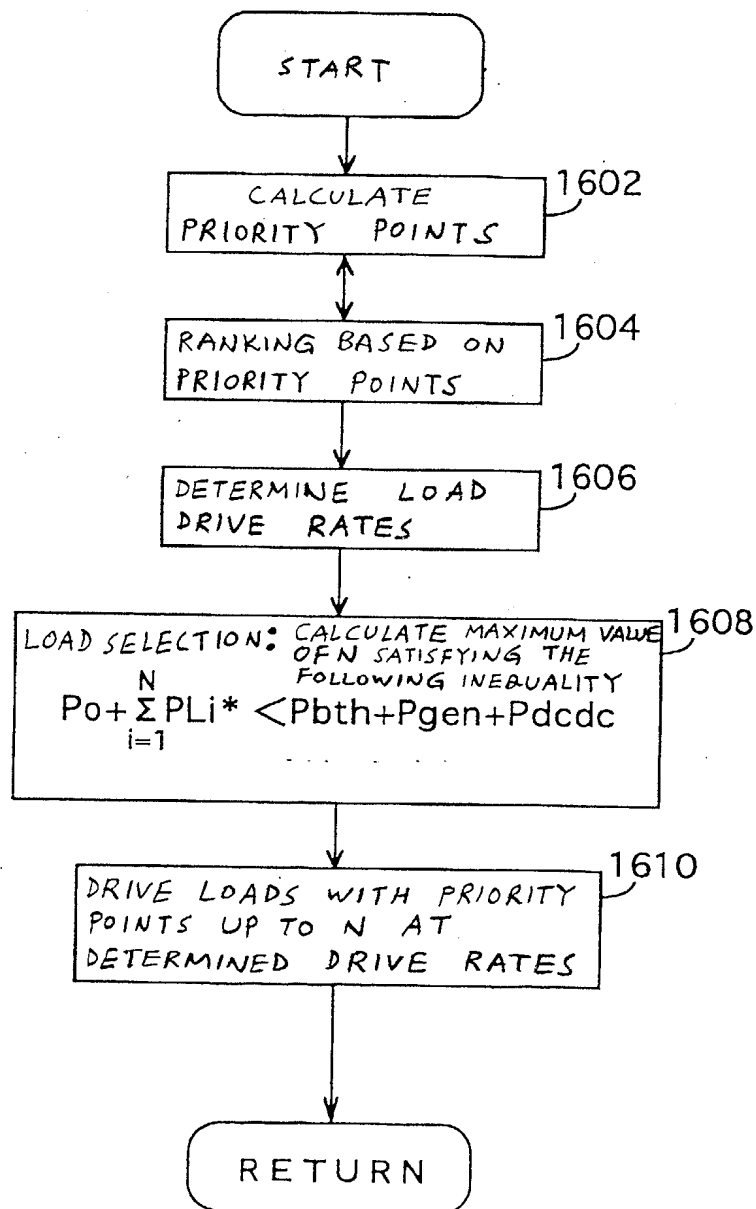 START
1602
CALCULATE
PRIORITY POINTS
1604
RANKING BASED ON
PRIORITY POINTS
1606
DETERMINE LOAD
DRIVE RATES
1608
LOAD SELECTION: CALCULATE MAXIMUM VALUE
OF N SATISFYING THE
FOLLOWING INEQUALITY
Po+ N Σ i=1 PLi* <Pbth+Pgen+Pdcdc
1610
DRIVE LOADS WITH PRIORITY
POINTS UP TO N AT
DETERMINED DRIVE RATES
RETURN